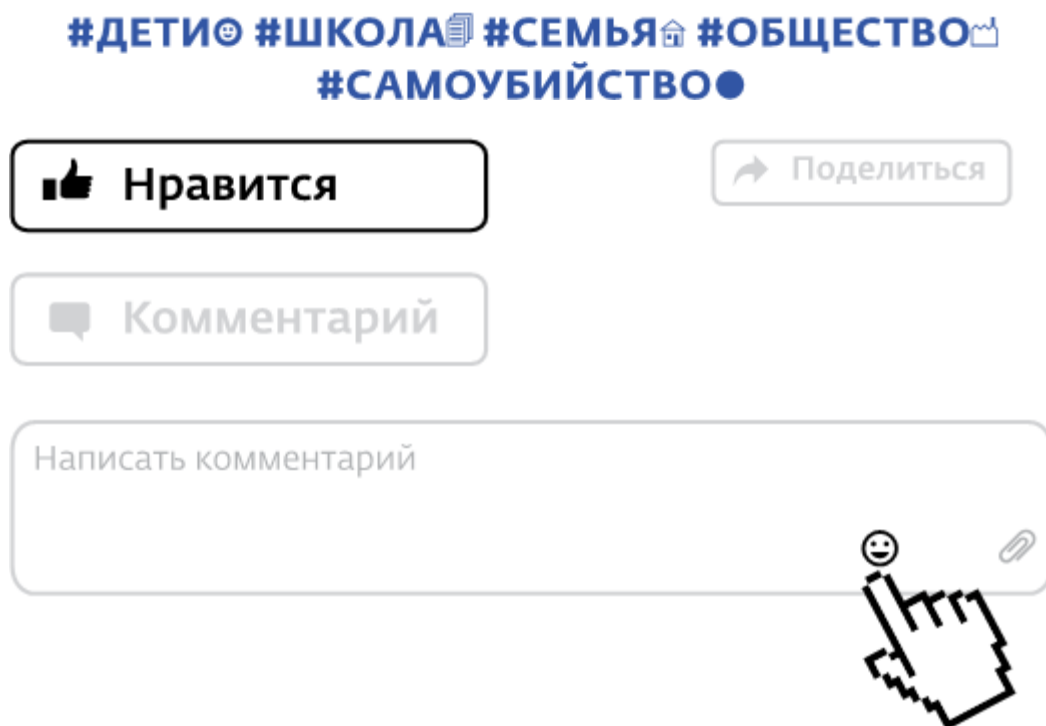 #ДЕТИ #ШКОЛА #СЕМЬЯ #ОБЩЕСТВО
#САМОУБИЙСТВО
Нравится
Поделиться
Комментарий
Написать комментарий